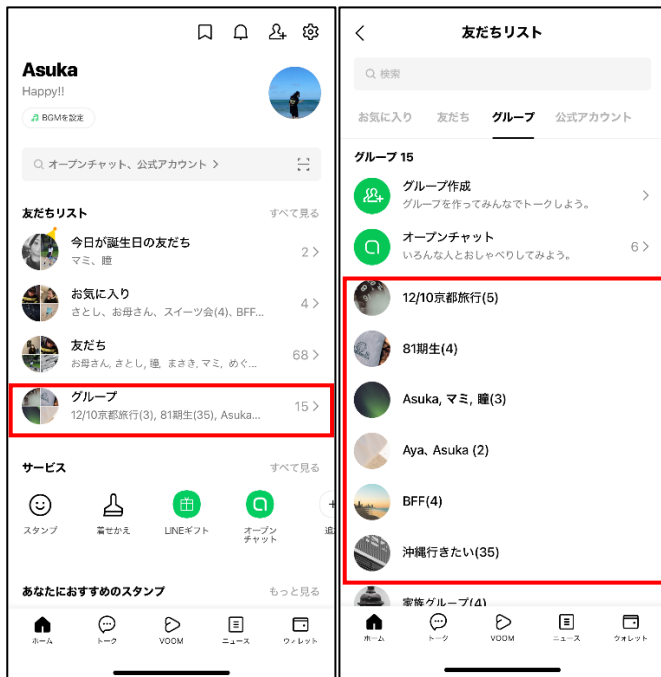 Asuka
Happy!!
BGMを設定
オープンチャット、公式アカウント >
友だちリスト
すべて見る
今日が誕生日の友だち
マミ、瞳
2 >
お気に入り
さとし、お母さん、スイーツ会(4)、BFF...
4 >
友だち
お母さん, さとし, 瞳, まさき, マミ, めぐ...
68 >
グループ
12/10京都旅行(3), 81期生(35), Asuka...
15 >
サービス
すべて見る
スタンプ
着せかえ
LINEギフト
オープン
チャット
追
あなたにおすすめのスタンプ
もっと見る
ホーム
トーク
VOOM
ニュース
ウォレット
友だちリスト
検索
お気に入り
友だち
グループ
公式アカウント
グループ 15
グループ作成
グループを作ってみんなでトークしよう。
オープンチャット
いろんな人とおしゃべりしてみよう。
6 >
12/10京都旅行(5)
81期生(4)
Asuka, マミ, 瞳(3)
Aya、Asuka (2)
BFF(4)
沖縄行きたい(35)
家族グループ(4)
ホーム
トーク
VOOM
ニュース
ウォレット